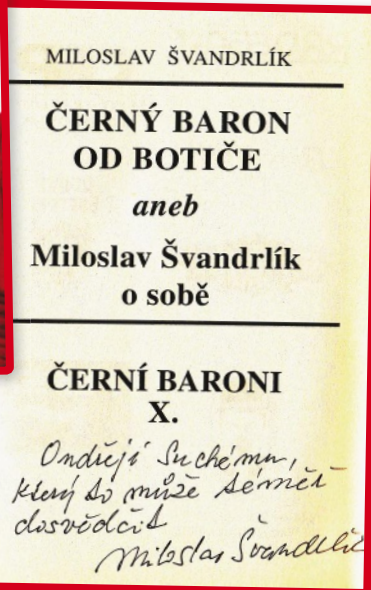 MILOSLAV ŠVANDRLÍK
ČERNÝ BARON
OD BOTIČE
aneb
Miloslav Švandrlík
o sobě
ČERNÍ BARONI
X.
Ondřeji Suchému,
který to může téměř
dosvědčit
Miloslav Švandrlík